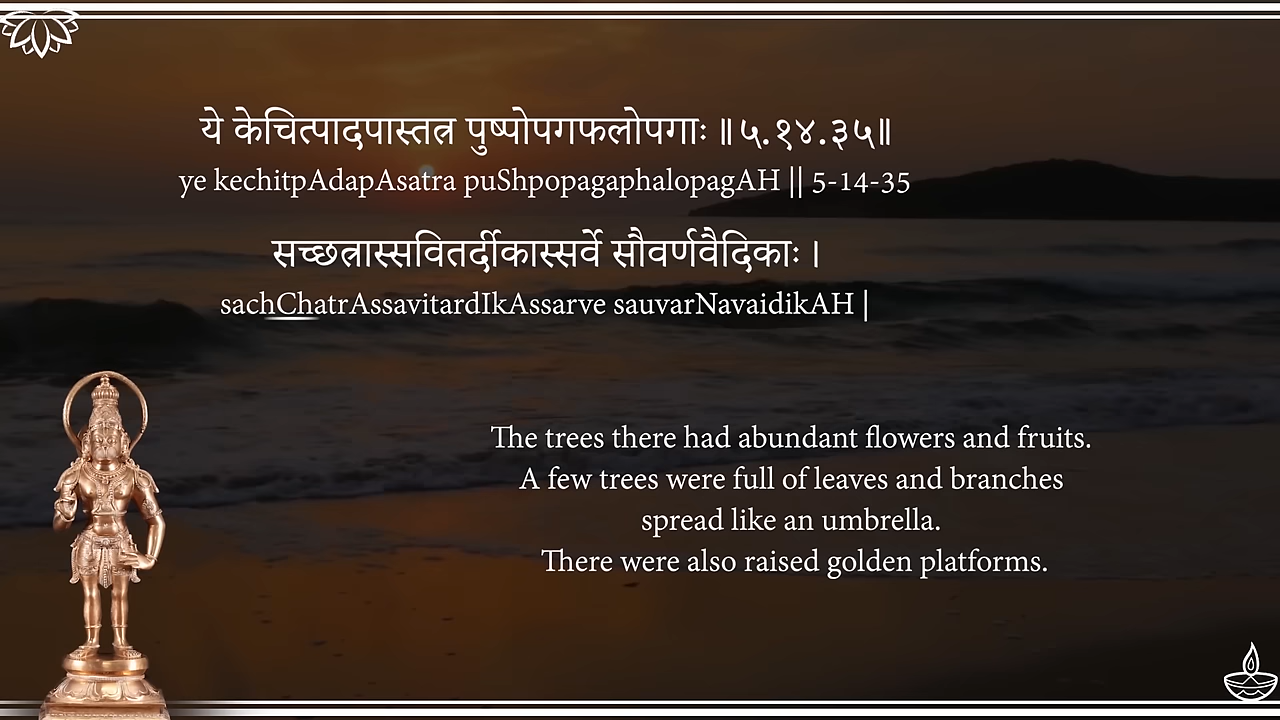 ये केचित्पादपास्तत्र पुष्पोपगफलोपगाः ॥५.१४.३५॥
ye kechitpAdapAsatra puShpopagaphalopagAH || 5-14-35
सच्छत्रास्सवितर्दीकास्सर्वे सौवर्णवैदिकाः ।
sachChatrAssavitardIkAssarve sauvarNavaidikAH |
The trees there had abundant flowers and fruits.
A few trees were full of leaves and branches
spread like an umbrella.
There were also raised golden platforms.